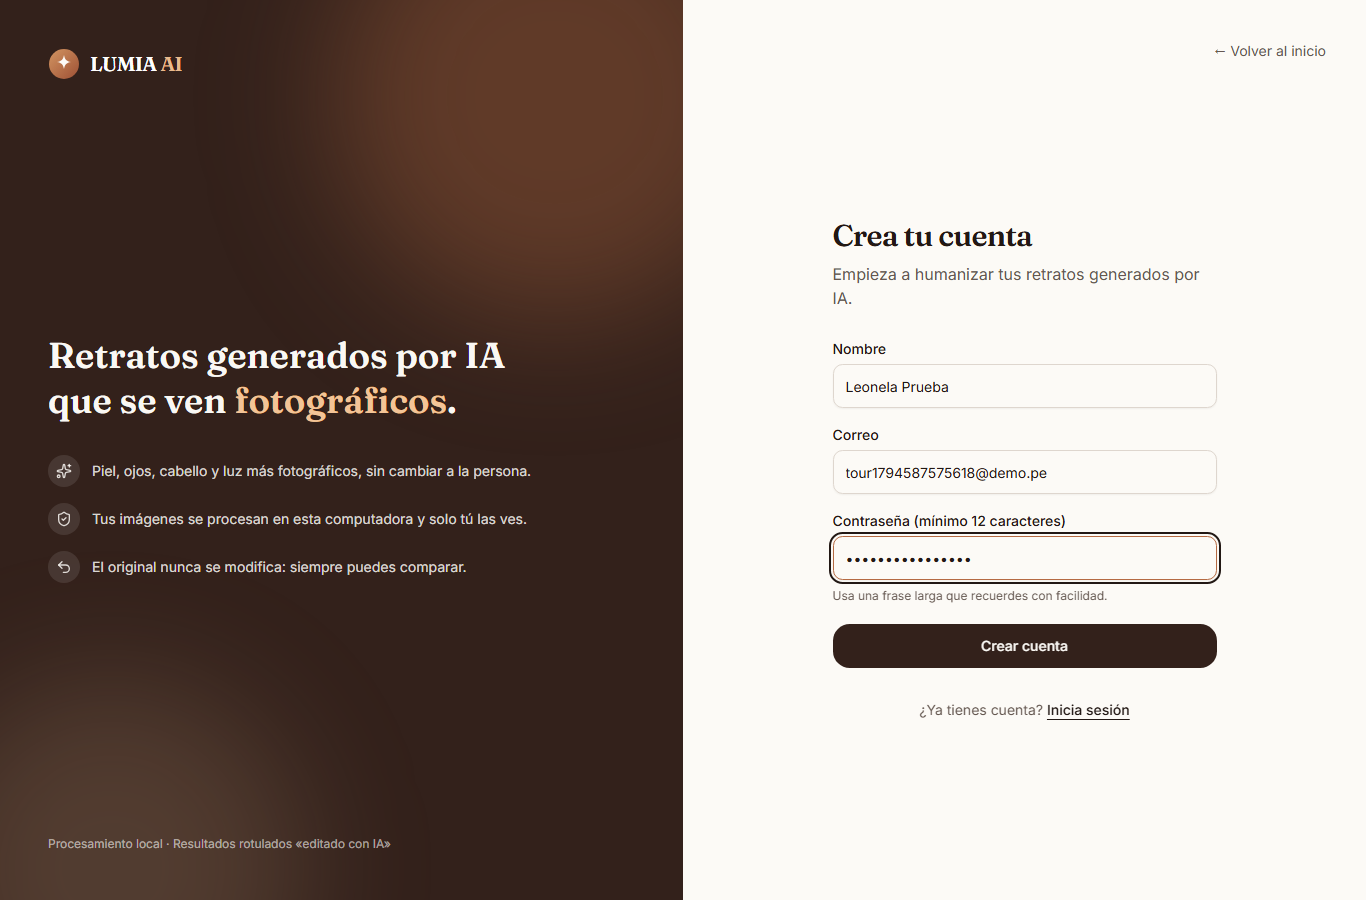 LUMIA AI
Retratos generados por IA
que se ven fotográficos.
Piel, ojos, cabello y luz más fotográficos, sin cambiar a la persona.
Tus imágenes se procesan en esta computadora y solo tú las ves.
El original nunca se modifica: siempre puedes comparar.
Procesamiento local · Resultados rotulados «editado con IA»
← Volver al inicio
Crea tu cuenta
Empieza a humanizar tus retratos generados por
IA.
Nombre
Leonela Prueba
Correo
tour1794587575618@demo.pe
Contraseña (mínimo 12 caracteres)
••••••••••••••••
Usa una frase larga que recuerdes con facilidad.
Crear cuenta
¿Ya tienes cuenta? Inicia sesión